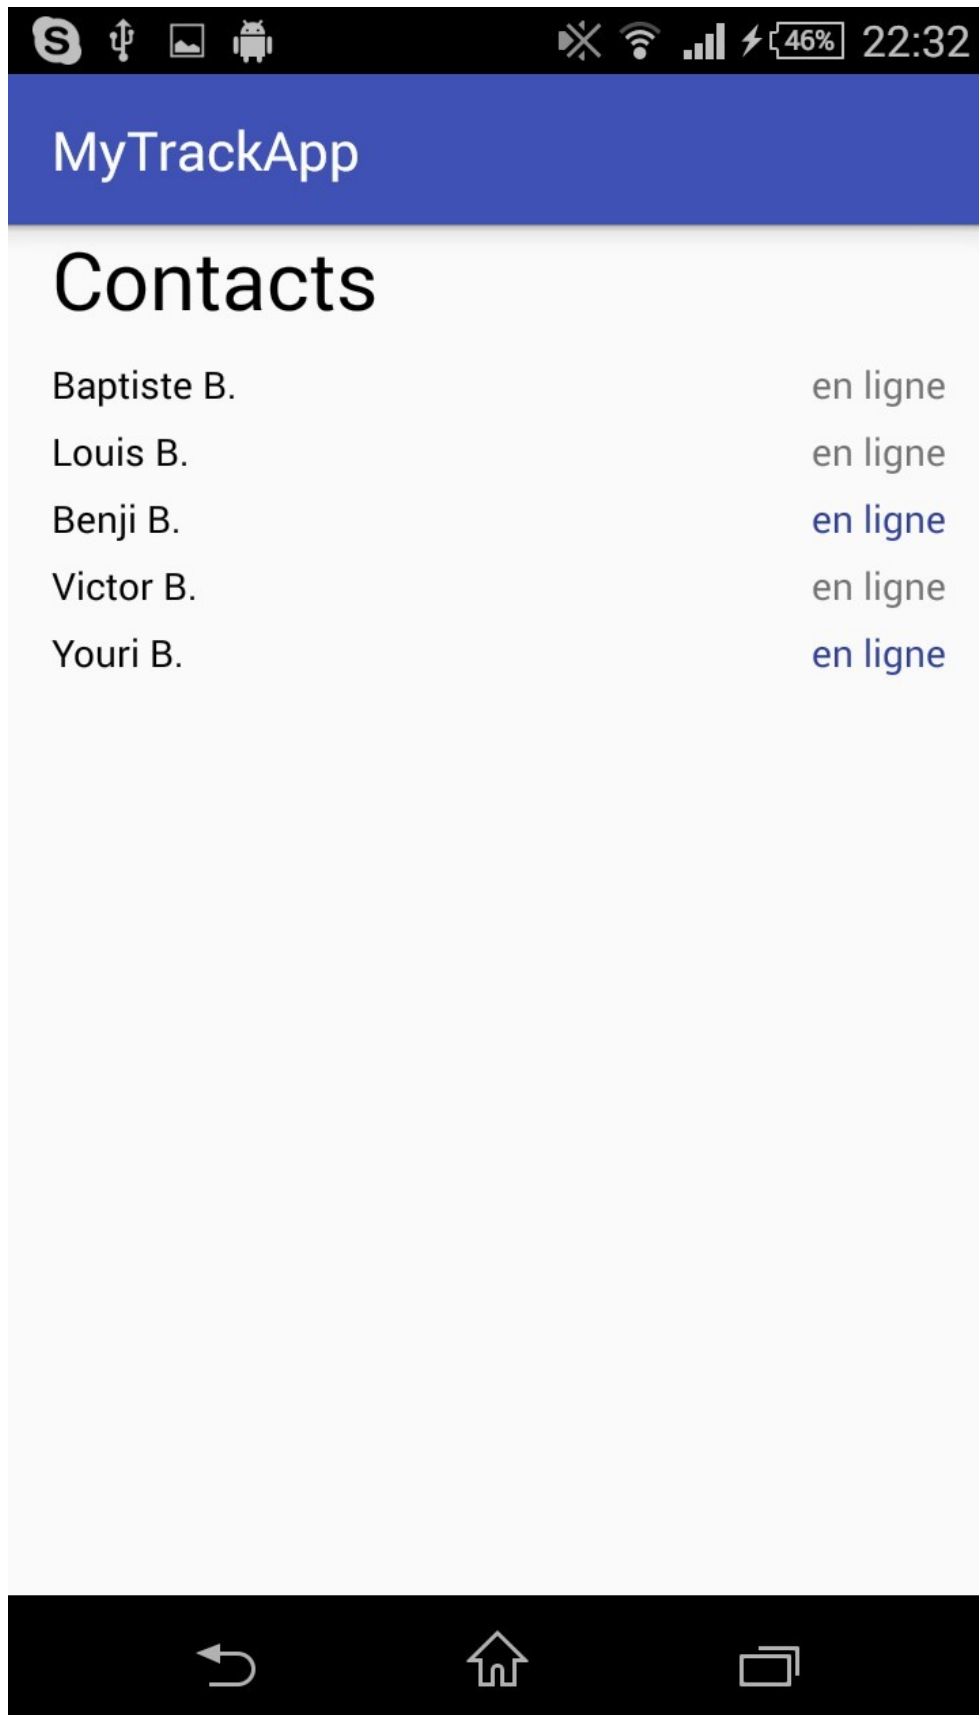 S 46% 22:32
MyTrackApp
Contacts
Baptiste B. en ligne
Louis B. en ligne
Benji B. en ligne
Victor B. en ligne
Youri B. en ligne